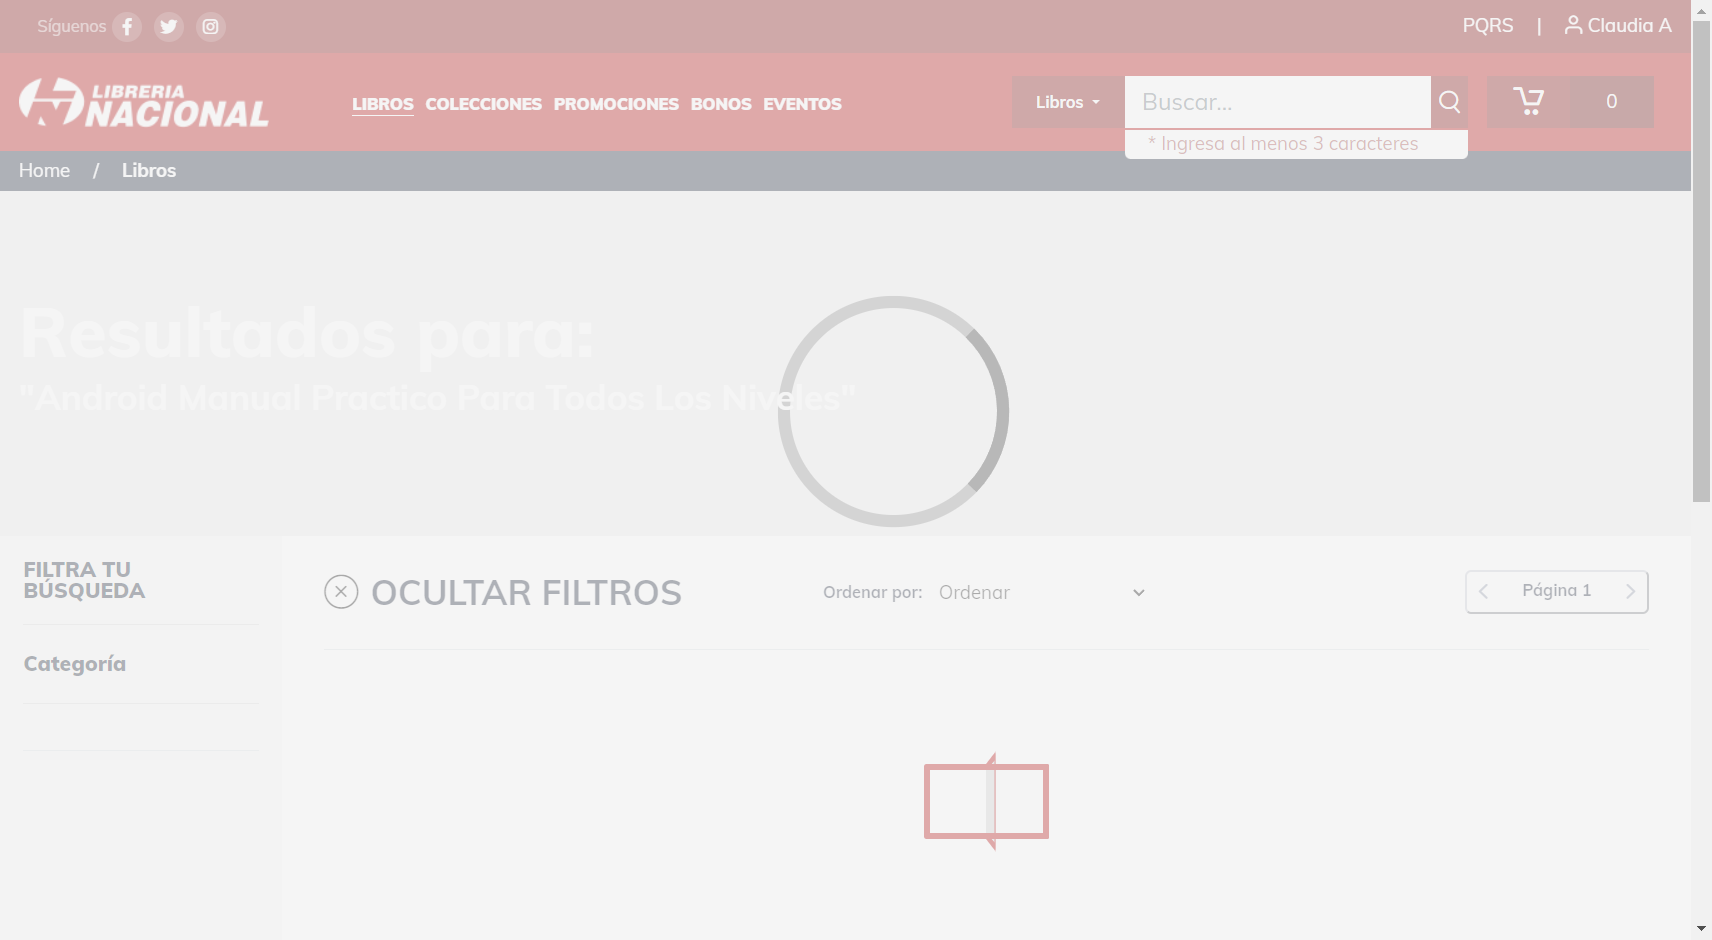 Síguenos
PQRS | Claudia A
LIBRERIA
NACIONAL
LIBROS COLECCIONES PROMOCIONES BONOS EVENTOS
Libros
Buscar...
0
* Ingresa al menos 3 caracteres
Home / Libros
Resultados para:
"Android Manual Practico Para Todos Los Niveles"
FILTRA TU
BÚSQUEDA
Categoría
OCULTAR FILTROS
Ordenar por: Ordenar
Página 1